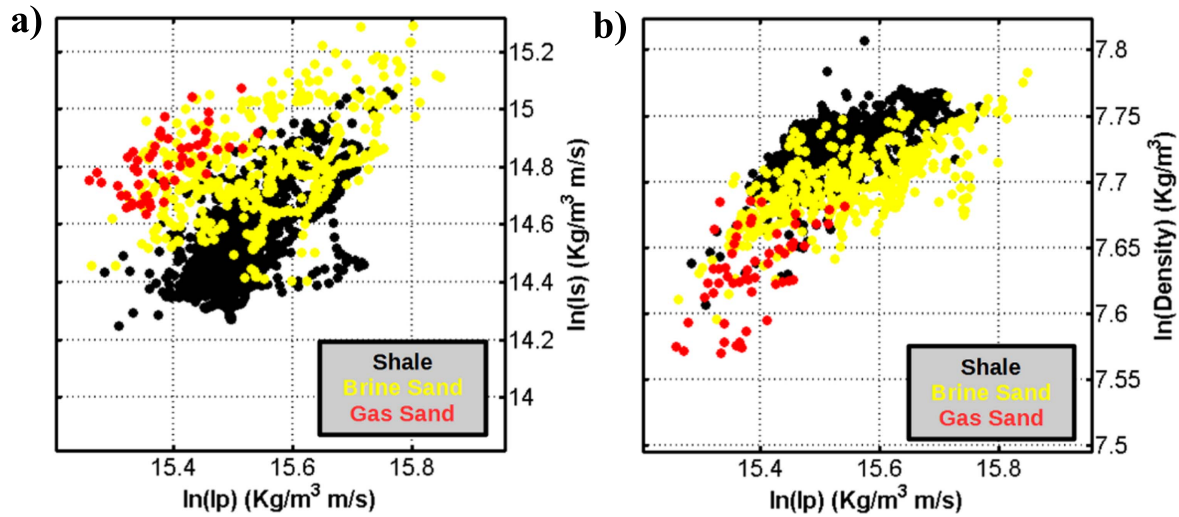 a)
15.2
15
14.8
14.6
14.4
14.2
14
ln(Is) (Kg/m³ m/s)
Shale
Brine Sand
Gas Sand
15.4 15.6 15.8
ln(Ip) (Kg/m³ m/s)
b)
7.8
7.75
7.7
7.65
7.6
7.55
7.5
ln(Density) (Kg/m³)
Shale
Brine Sand
Gas Sand
15.4 15.6 15.8
ln(Ip) (Kg/m³ m/s)